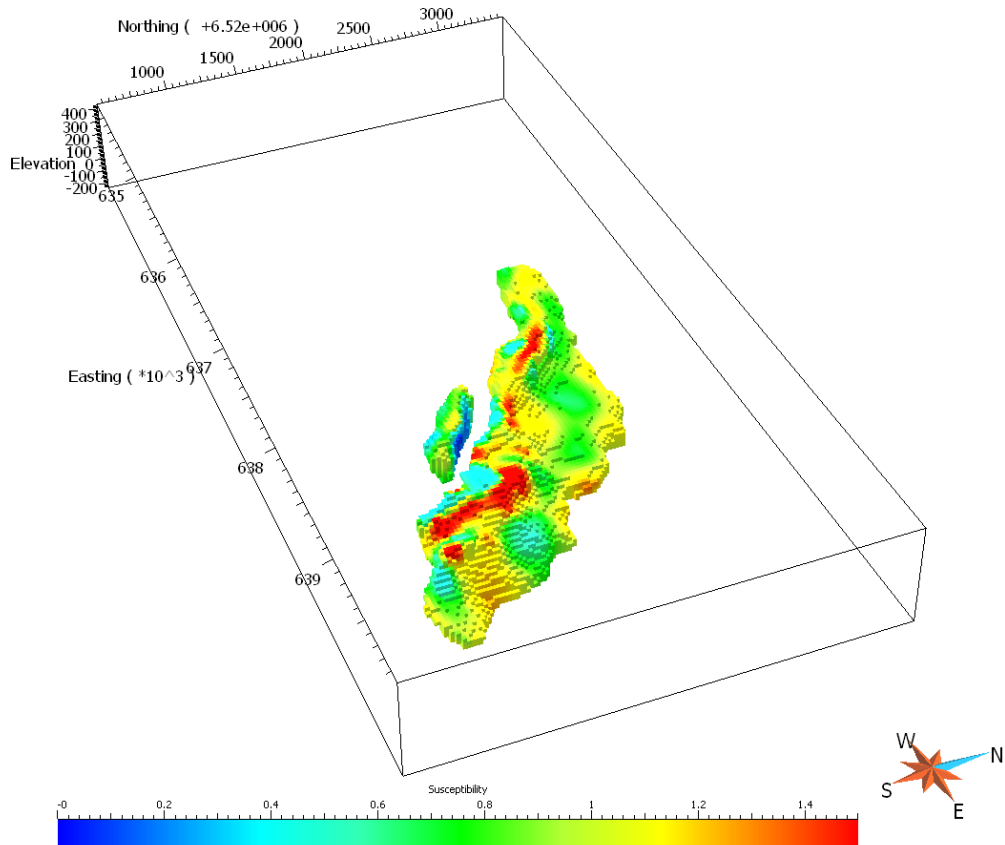 Northing ( +6.52e+006 )
1000 1500 2000 2500 3000
400
300
200
100
Elevation 0
-100
-200
635
636
637
Easting ( *10^3 )
638
639
W
N
S
E
Susceptibility
-0 0.2 0.4 0.6 0.8 1 1.2 1.4